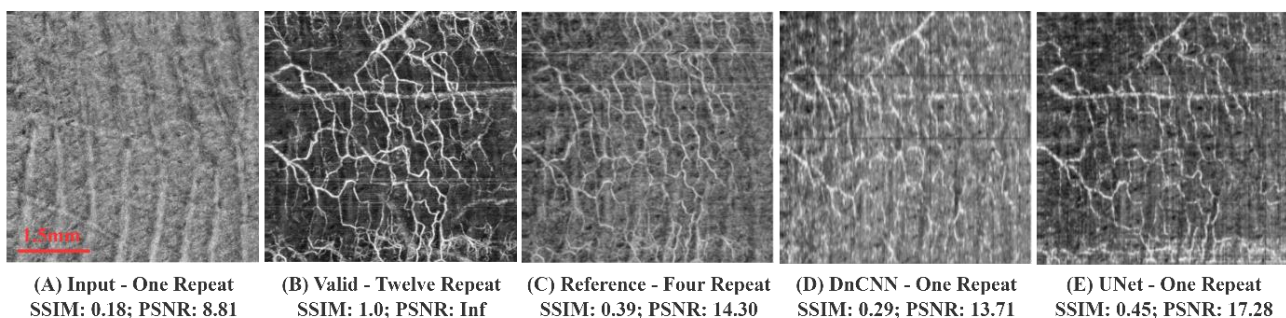 1.5mm
(A) Input - One Repeat
SSIM: 0.18; PSNR: 8.81
(B) Valid - Twelve Repeat
SSIM: 1.0; PSNR: Inf
(C) Reference - Four Repeat
SSIM: 0.39; PSNR: 14.30
(D) DnCNN - One Repeat
SSIM: 0.29; PSNR: 13.71
(E) UNet - One Repeat
SSIM: 0.45; PSNR: 17.28